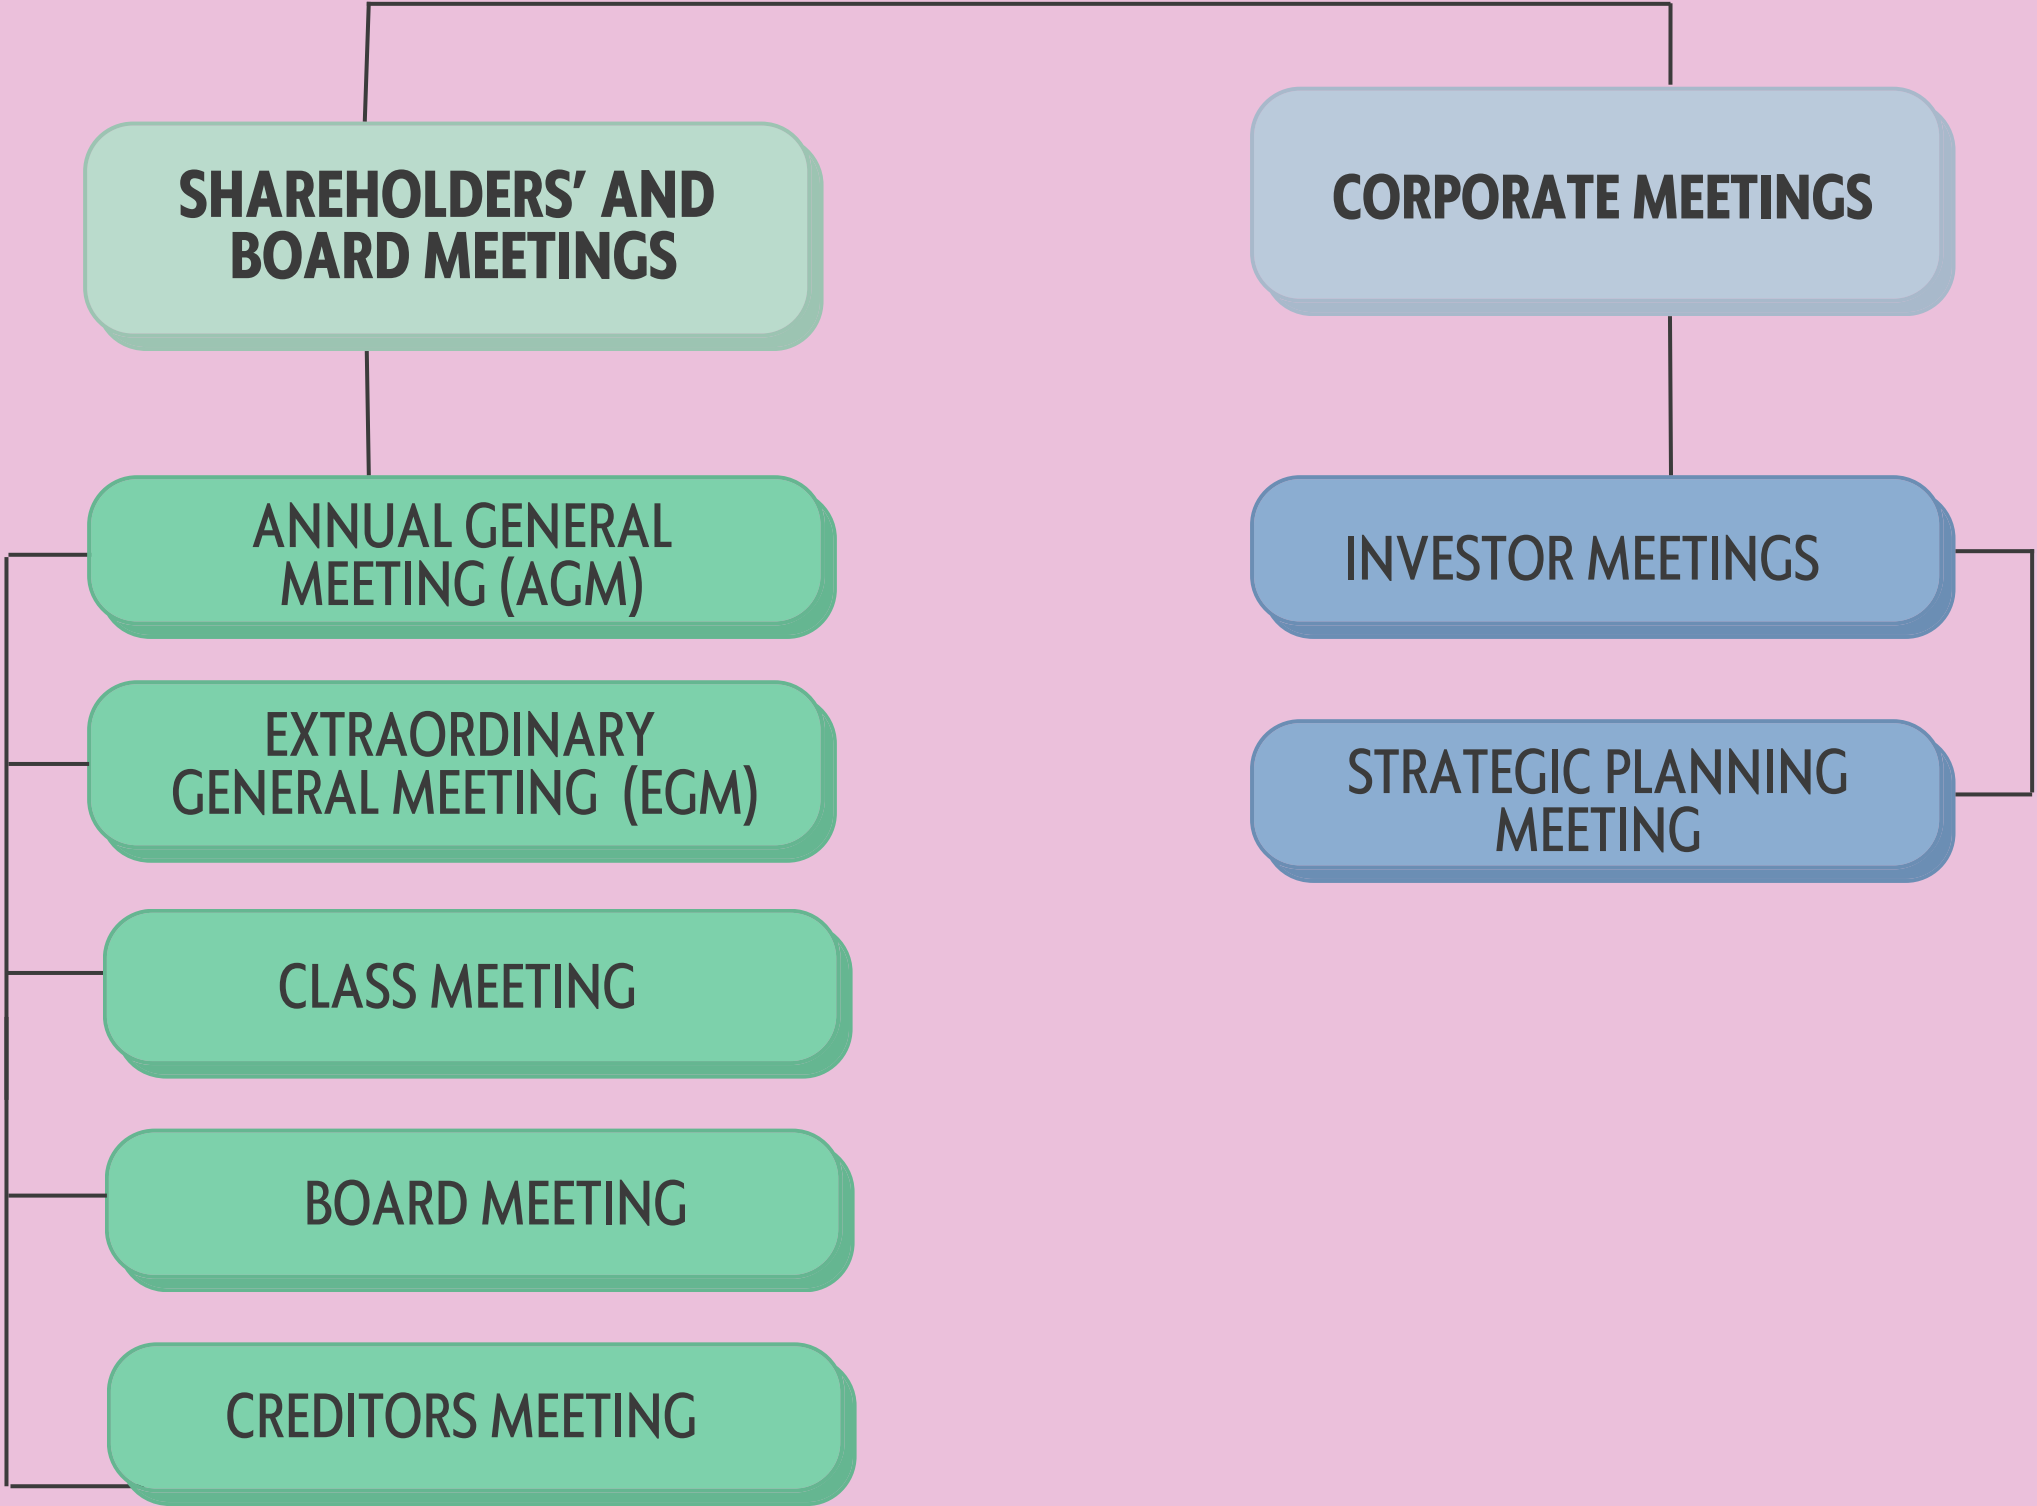 SHAREHOLDERS’ AND
BOARD MEETINGS
CORPORATE MEETINGS
ANNUAL GENERAL
MEETING (AGM)
EXTRAORDINARY
GENERAL MEETING  (EGM)
CLASS MEETING
BOARD MEETING
CREDITORS MEETING
INVESTOR MEETINGS
STRATEGIC PLANNING
MEETING